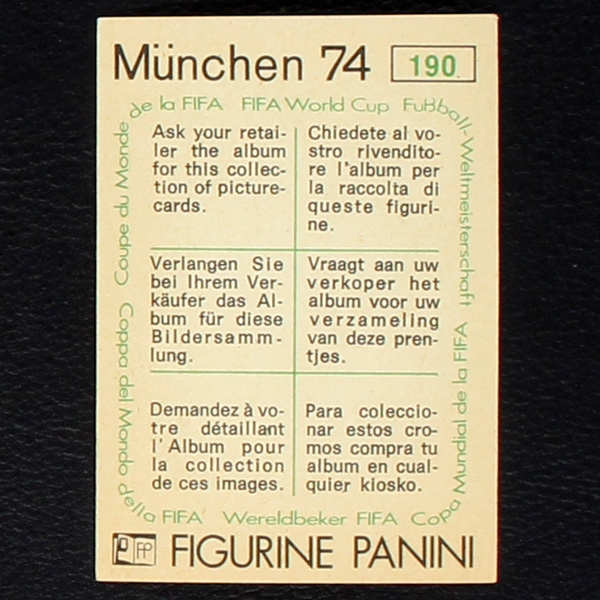 München 74 190
de la FIFA FIFA World Cup Fußball-Weltmeisterschaft
Coupe du Monde
Ask your retai-
ler the album
for this collec-
tion of picture-
cards.
Chiedete al vo-
stro rivendito-
re l'album per
la raccolta di
queste figuri-
ne.
Verlangen Sie
bei Ihrem Ver-
käufer das Al-
bum für diese
Bildersamm-
lung.
Vraagt aan uw
verkoper het
album voor uw
verzameling
van deze pren-
tjes.
Demandez à vo-
tre détaillant
l'Album pour
la collection
de ces images.
Para coleccio-
nar estos cro-
mos compra tu
album en cual-
quier kiosko.
Coppa del Mondo
della FIFA Wereldbeker FIFA Copa Mundial de la FIFA
FP FIGURINE PANINI